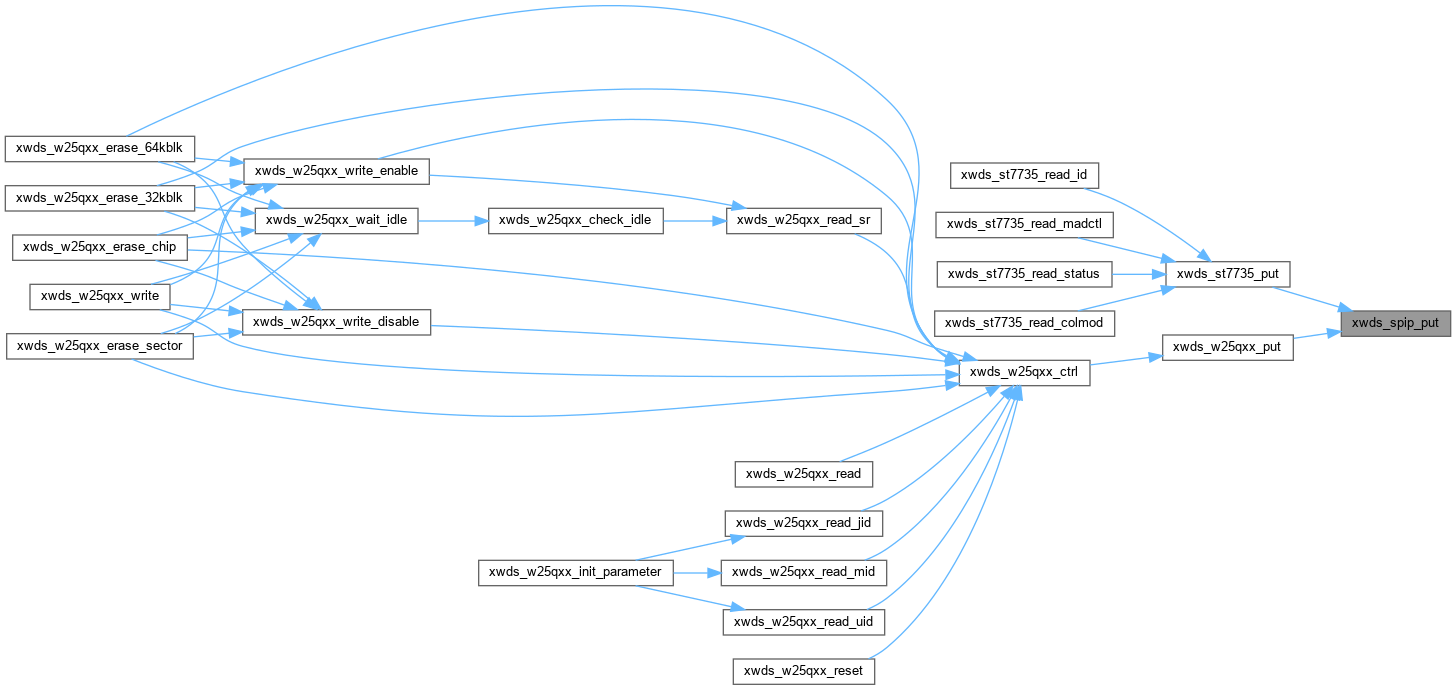 xwds_w25qxx_erase_64kblk
xwds_w25qxx_erase_32kblk
xwds_w25qxx_erase_chip
xwds_w25qxx_write
xwds_w25qxx_erase_sector
xwds_w25qxx_write_enable
xwds_w25qxx_wait_idle
xwds_w25qxx_write_disable
xwds_w25qxx_check_idle
xwds_w25qxx_init_parameter
xwds_w25qxx_read_sr
xwds_w25qxx_read
xwds_w25qxx_read_jid
xwds_w25qxx_read_mid
xwds_w25qxx_read_uid
xwds_w25qxx_reset
xwds_st7735_read_id
xwds_st7735_read_madctl
xwds_st7735_read_status
xwds_st7735_read_colmod
xwds_w25qxx_ctrl
xwds_st7735_put
xwds_w25qxx_put
xwds_spip_put